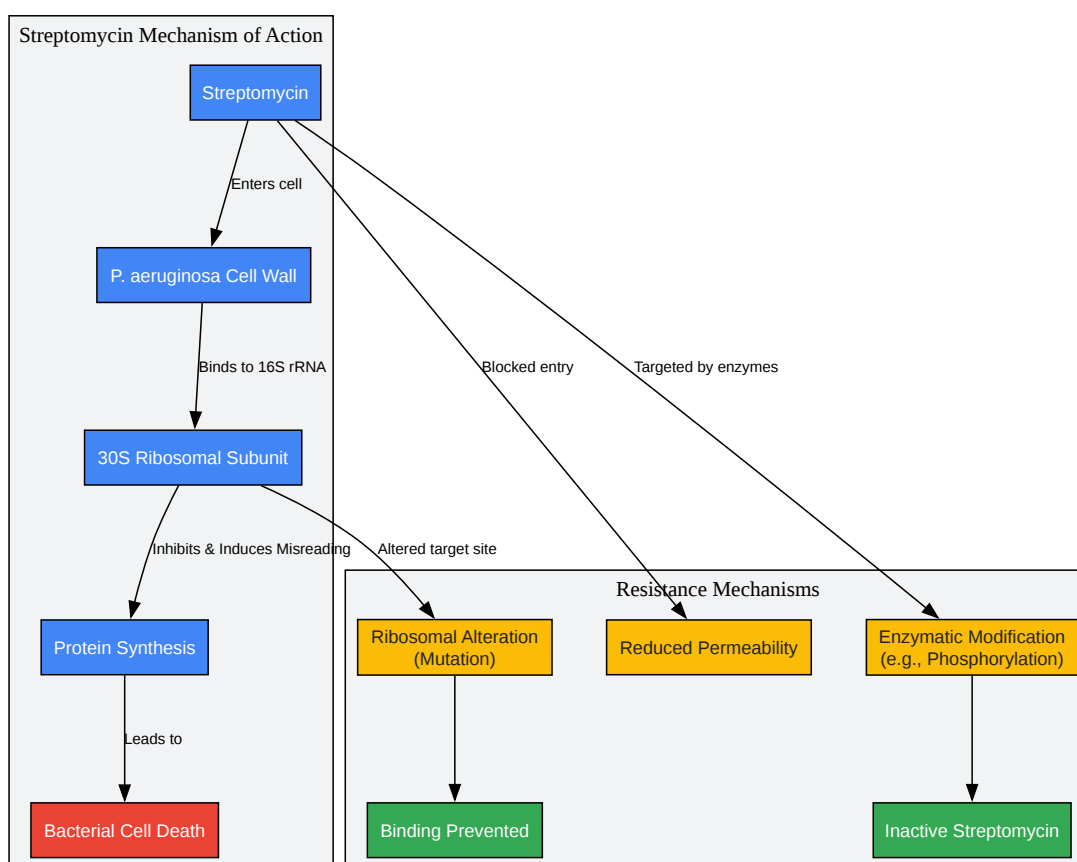 Streptomycin Mechanism of Action
Streptomycin
Enters cell
P. aeruginosa Cell Wall
Binds to 16S rRNA
Blocked entry
Targeted by enzymes
30S Ribosomal Subunit
Inhibits & Induces Misreading
Altered target site
Resistance Mechanisms
Protein Synthesis
Ribosomal Alteration
(Mutation)
Reduced Permeability
Enzymatic Modification
(e.g., Phosphorylation)
Leads to
Bacterial Cell Death
Binding Prevented
Inactive Streptomycin